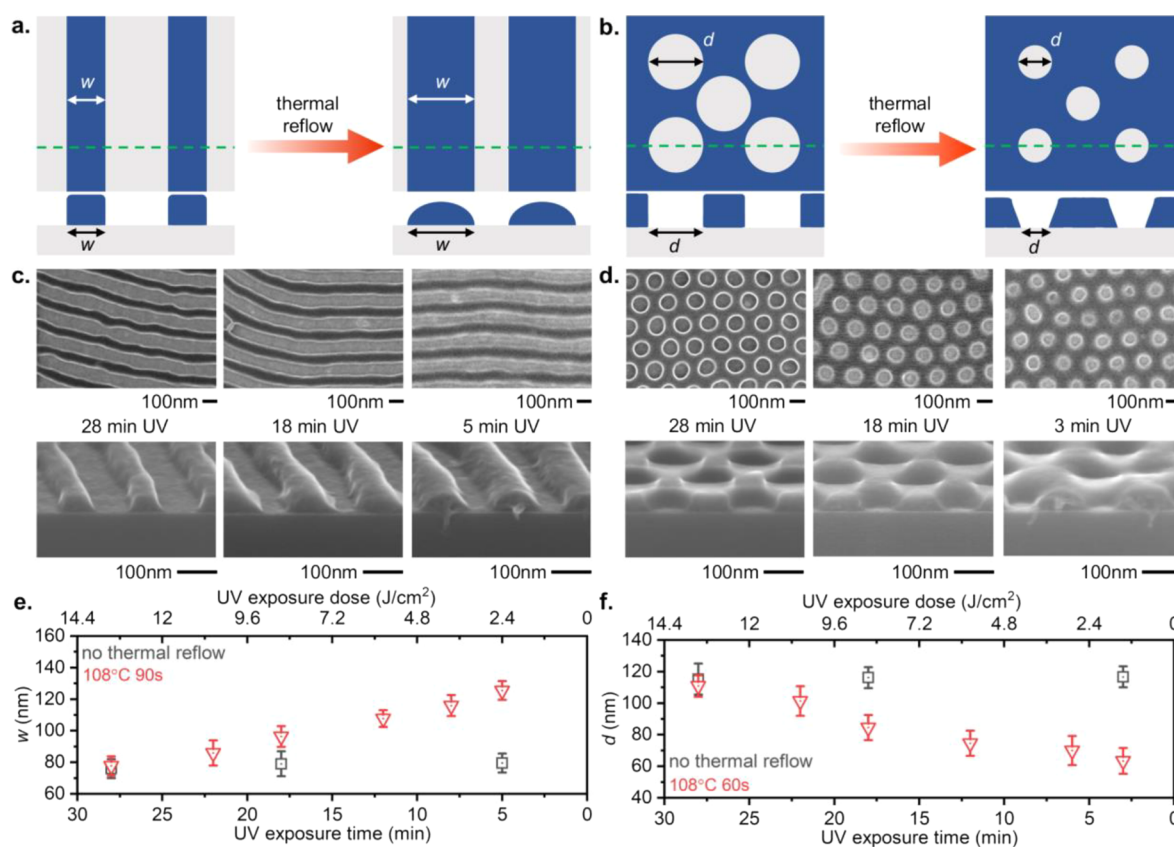 a.
w
w
thermal
reflow
w
w
b.
d
d
thermal
reflow
d
d
c.
100nm
100nm
100nm
28 min UV
18 min UV
5 min UV
100nm
100nm
100nm
d.
100nm
100nm
100nm
28 min UV
18 min UV
3 min UV
100nm
100nm
100nm
e.
UV exposure dose (J/cm²)
14.4 12 9.6 7.2 4.8 2.4 0
160
140
120
100
80
60
w (nm)
no thermal reflow
108°C 90s
30 25 20 15 10 5 0
UV exposure time (min)
f.
UV exposure dose (J/cm²)
14.4 12 9.6 7.2 4.8 2.4 0
140
120
100
80
60
40
d (nm)
no thermal reflow
108°C 60s
30 25 20 15 10 5 0
UV exposure time (min)